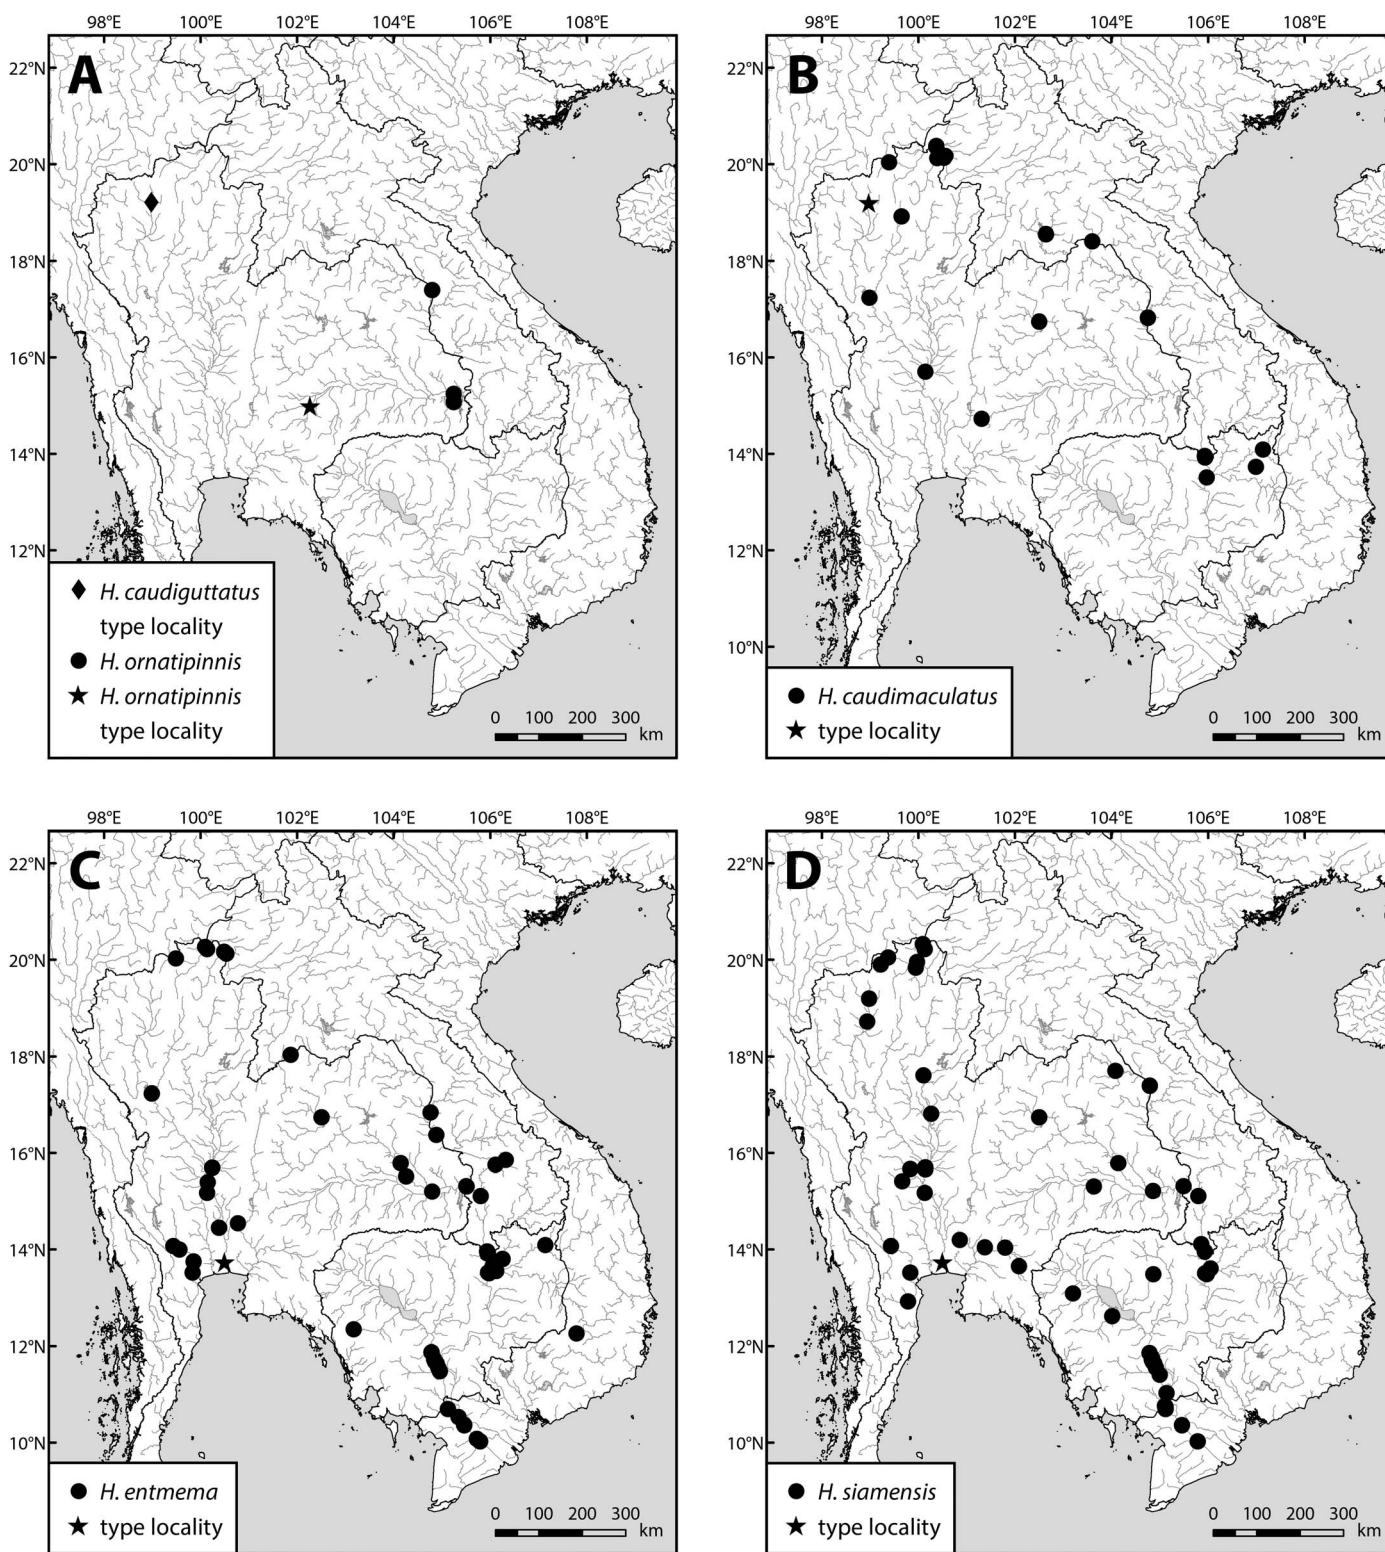 98°E 100°E 102°E 104°E 106°E 108°E
A
22°N
20°N
18°N
16°N
14°N
12°N
H. caudiguttatus
type locality
H. ornatipinnis
H. ornatipinnis
type locality
0 100 200 300
km
98°E 100°E 102°E 104°E 106°E 108°E
B
22°N
20°N
18°N
16°N
14°N
12°N
10°N
H. caudimaculatus
type locality
0 100 200 300
km
98°E 100°E 102°E 104°E 106°E 108°E
C
22°N
20°N
18°N
16°N
14°N
12°N
10°N
H. entmema
type locality
0 100 200 300
km
98°E 100°E 102°E 104°E 106°E 108°E
D
22°N
20°N
18°N
16°N
14°N
12°N
10°N
H. siamensis
type locality
0 100 200 300
km